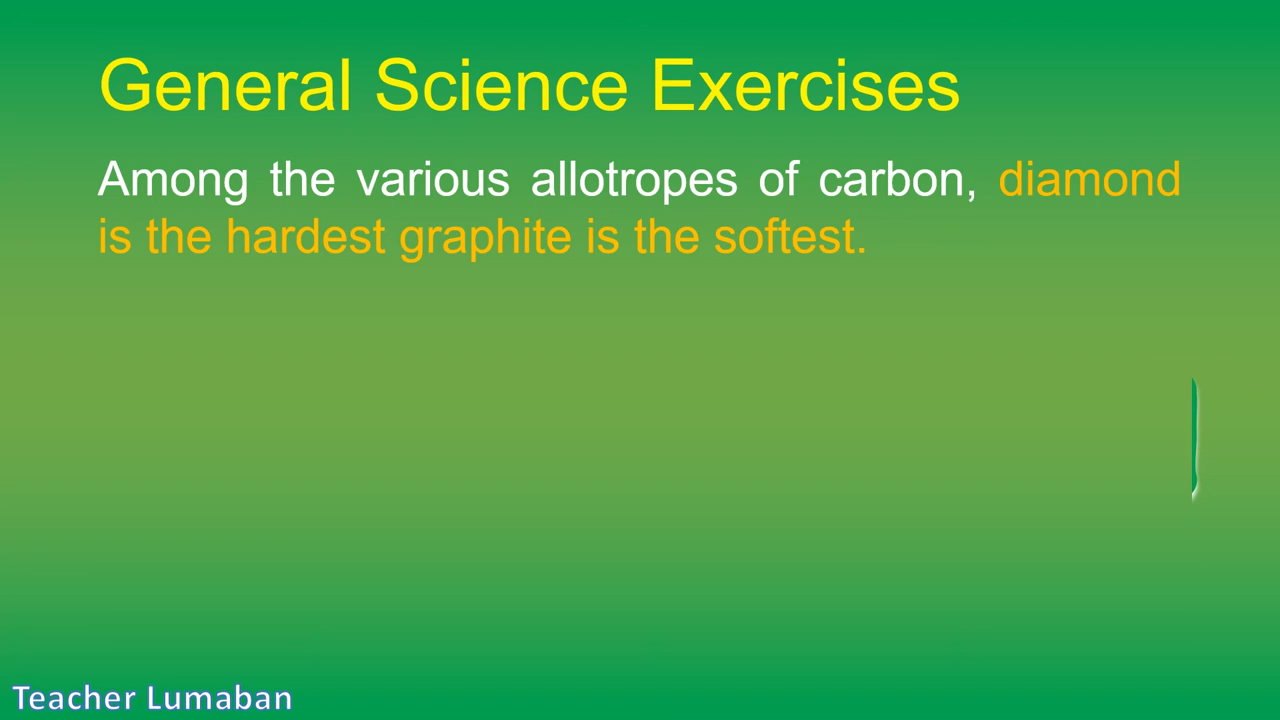 General Science Exercises
Among the various allotropes of carbon, diamond
is the hardest graphite is the softest.
Teacher Lumaban